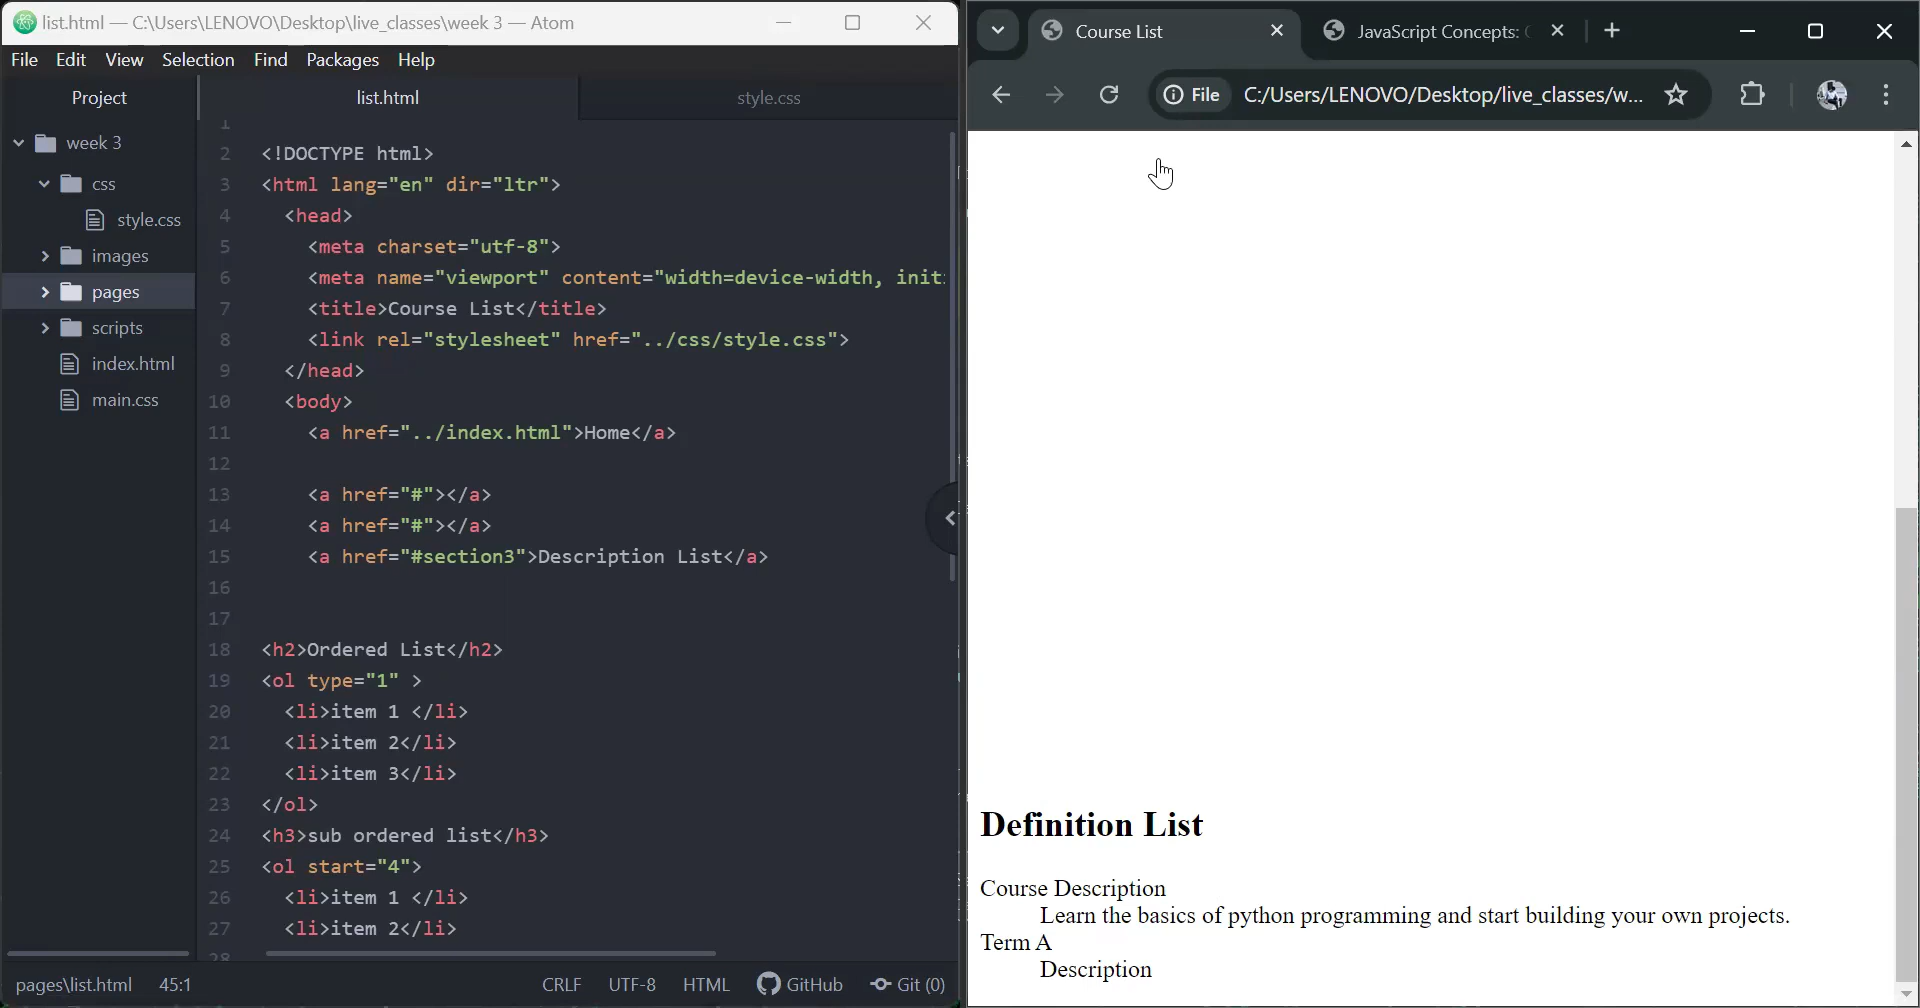 list.html — C:\Users\LENOVO\Desktop\live_classes\week 3 — Atom
File Edit View Selection Find Packages Help
Project
week 3
css
style.css
images
pages
scripts
index.html
main.css
list.html
style.css
1
2 <!DOCTYPE html>
3 <html lang="en" dir="ltr">
4 <head>
5 <meta charset="utf-8">
6 <meta name="viewport" content="width=device-width, init
7 <title>Course List</title>
8 <link rel="stylesheet" href="../css/style.css">
9 </head>
10 <body>
11 <a href="../index.html">Home</a>
12
13 <a href="#"></a>
14 <a href="#"></a>
15 <a href="#section3">Description List</a>
16
17
18 <h2>Ordered List</h2>
19 <ol type="1" >
20 <li>item 1 </li>
21 <li>item 2</li>
22 <li>item 3</li>
23 </ol>
24 <h3>sub ordered list</h3>
25 <ol start="4">
26 <li>item 1 </li>
27 <li>item 2</li>
28
pages\list.html 45:1 CRLF UTF-8 HTML GitHub Git (0)
Course List
JavaScript Concepts:
File C:/Users/LENOVO/Desktop/live_classes/w...
Definition List
Course Description
Learn the basics of python programming and start building your own projects.
Term A
Description